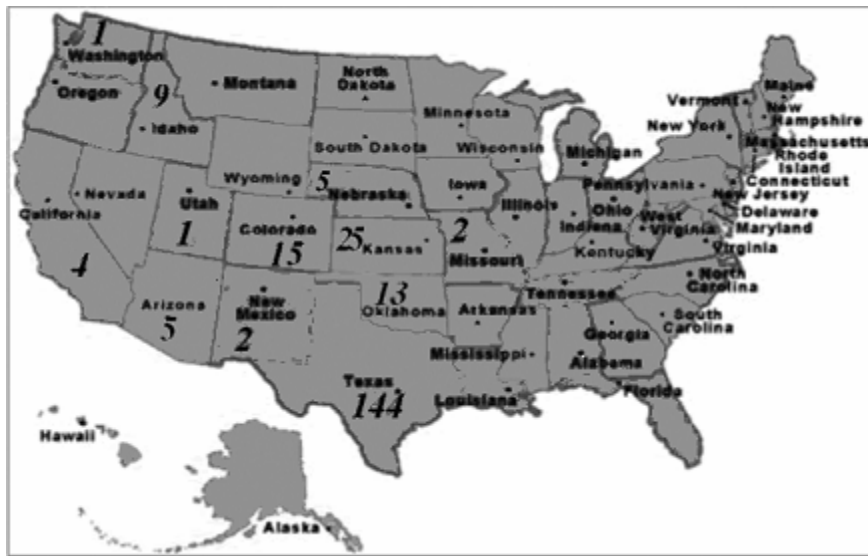 1
Washington
Montana
North
Dakota
Maine
Oregon
9
Minnesota
Vermont
New
Hampshire
Idaho
New York
Massachusetts
South Dakota
Wisconsin
Michigan
Rhode
Island
Wyoming
5
Nebraska
Iowa
Pennsylvania
Connecticut
New Jersey
Nevada
Utah
Illinois
Ohio
Delaware
California
Colorado
15
25
Kansas
2
Missouri
Indiana
West
Virginia
Maryland
Virginia
1
Kentucky
4
13
Oklahoma
Tennessee
North
Carolina
Arizona
5
New
Mexico
2
Arkansas
South
Carolina
Georgia
Mississippi
Alabama
Texas
144
Louisiana
Florida
Hawaii
Alaska